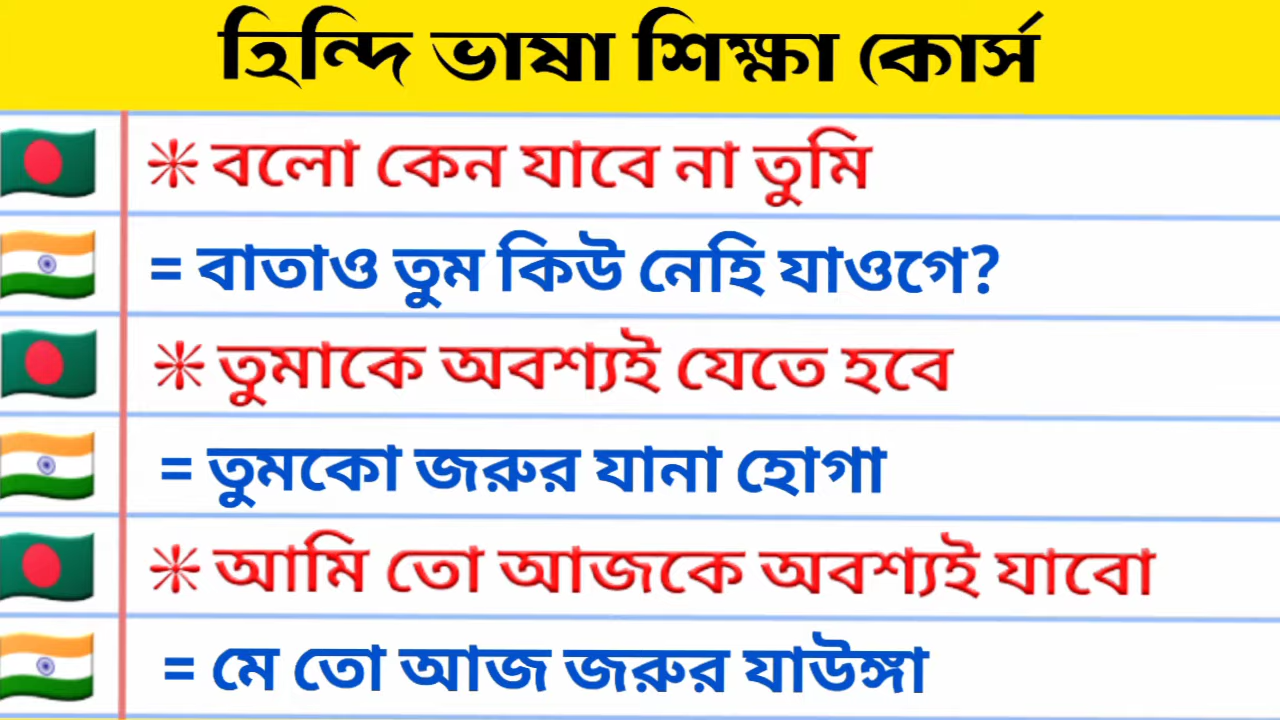 হিন্দি ভাষা শিক্ষা কোর্স
✻ বলো কেন যাবে না তুমি
= বাতাও তুম কিউ নেহি যাওগে?
✻ তুমাকে অবশ্যই যেতে হবে
= তুমকো জরুর যানা হোগা
✻ আমি তো আজকে অবশ্যই যাবো
= মে তো আজ জরুর যাউঙ্গা